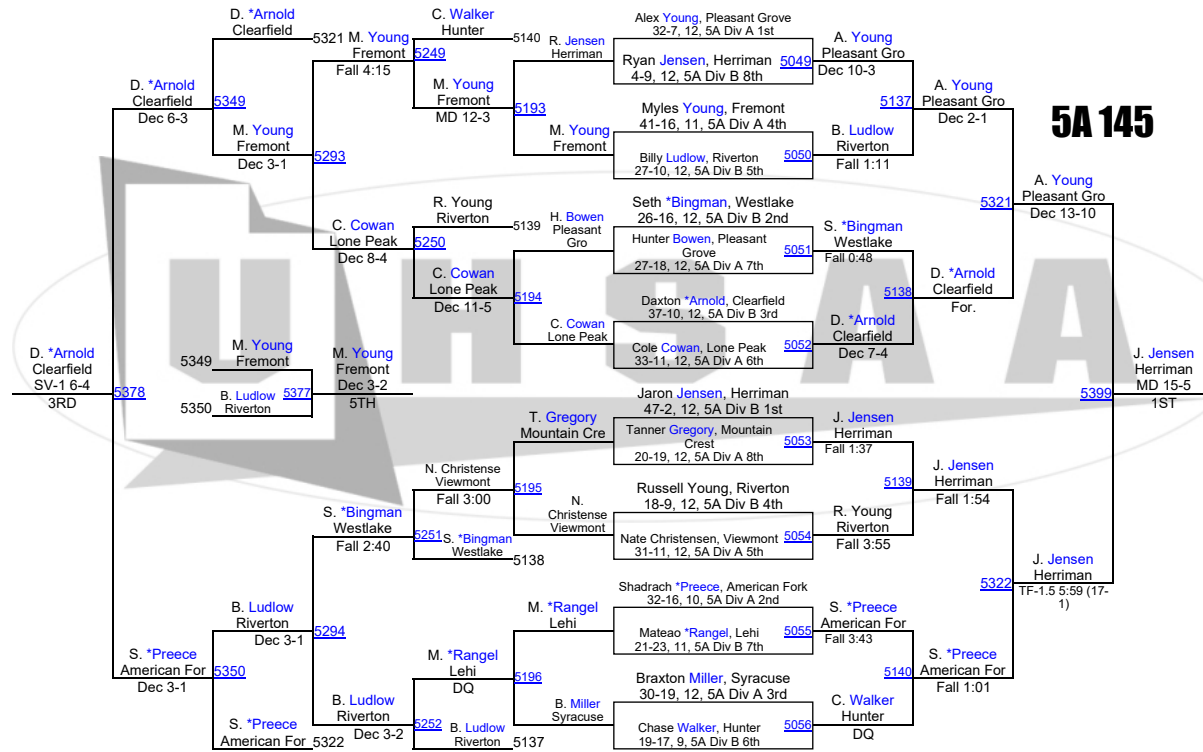 5A 145
D. *Arnold
Clearfield
5321
D. *Arnold
Clearfield
Dec 6-3
5349
M. Young
Fremont
Dec 3-1
5293
M. Young
Fremont
Fall 4:15
5249
C. Walker
Hunter
5140
M. Young
Fremont
MD 12-3
5193
R. Jensen
Herriman
M. Young
Fremont
C. Cowan
Lone Peak
Dec 8-4
5250
R. Young
Riverton
5139
C. Cowan
Lone Peak
Dec 11-5
5194
H. Bowen
Pleasant
Gro
C. Cowan
Lone Peak
D. *Arnold
Clearfield
SV-1 6-4
3RD
5378
5349
M. Young
Fremont
5350
B. Ludlow
Riverton
5377
M. Young
Fremont
Dec 3-2
5TH
S. *Preece
American For
Dec 3-1
5350
B. Ludlow
Riverton
Dec 3-1
5294
S. *Preece
American For
5322
S. *Bingman
Westlake
Fall 2:40
5251
N. Christense
Viewmont
Fall 3:00
5195
S. *Bingman
Westlake
5138
T. Gregory
Mountain Cre
N.
Christense
Viewmont
B. Ludlow
Riverton
Dec 3-2
5252
M. *Rangel
Lehi
DQ
5196
B. Ludlow
Riverton
5137
M. *Rangel
Lehi
B. Miller
Syracuse
Alex Young, Pleasant Grove
32-7, 12, 5A Div A 1st
Ryan Jensen, Herriman
4-9, 12, 5A Div B 8th
5049
Myles Young, Fremont
41-16, 11, 5A Div A 4th
Billy Ludlow, Riverton
27-10, 12, 5A Div B 5th
5050
Seth *Bingman, Westlake
26-16, 12, 5A Div B 2nd
Hunter Bowen, Pleasant
Grove
27-18, 12, 5A Div A 7th
5051
Daxton *Arnold, Clearfield
37-10, 12, 5A Div B 3rd
Cole Cowan, Lone Peak
33-11, 12, 5A Div A 6th
5052
Jaron Jensen, Herriman
47-2, 12, 5A Div B 1st
Tanner Gregory, Mountain
Crest
20-19, 12, 5A Div A 8th
5053
Russell Young, Riverton
18-9, 12, 5A Div B 4th
Nate Christensen, Viewmont
31-11, 12, 5A Div A 5th
5054
Shadrach *Preece, American Fork
32-16, 10, 5A Div A 2nd
Mateao *Rangel, Lehi
21-23, 11, 5A Div B 7th
5055
Braxton Miller, Syracuse
30-19, 12, 5A Div A 3rd
Chase Walker, Hunter
19-17, 9, 5A Div B 6th
5056
A. Young
Pleasant Gro
Dec 10-3
5137
B. Ludlow
Riverton
Fall 1:11
S. *Bingman
Westlake
Fall 0:48
5138
D. *Arnold
Clearfield
Dec 7-4
J. Jensen
Herriman
Fall 1:37
5139
R. Young
Riverton
Fall 3:55
S. *Preece
American For
Fall 3:43
5140
C. Walker
Hunter
DQ
A. Young
Pleasant Gro
Dec 2-1
5321
D. *Arnold
Clearfield
For.
J. Jensen
Herriman
Fall 1:54
5322
S. *Preece
American For
Fall 1:01
A. Young
Pleasant Gro
Dec 13-10
5399
J. Jensen
Herriman
TF-1.5 5:59 (17-
1)
J. Jensen
Herriman
MD 15-5
1ST
UHSAA